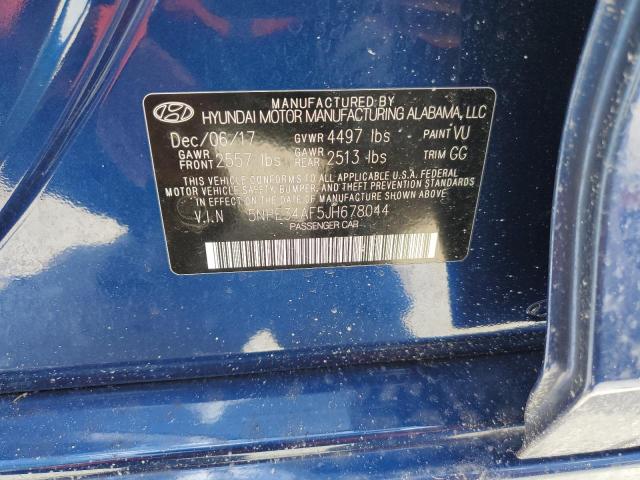 MANUFACTURED BY
HYUNDAI MOTOR MANUFACTURING ALABAMA, LLC
Dec/06/17 GVWR 4497 lbs PAINT VU
GAWR FRONT 2557 lbs GAWR REAR 2513 lbs TRIM GG
THIS VEHICLE CONFORMS TO ALL APPLICABLE U.S.A. FEDERAL
MOTOR VEHICLE SAFETY, BUMPER, AND THEFT PREVENTION
STANDARDS IN EFFECT ON THE DATE OF MANUFACTURE SHOWN ABOVE.
V.I.N 5NPE34AF5JH678044
PASSENGER CAR